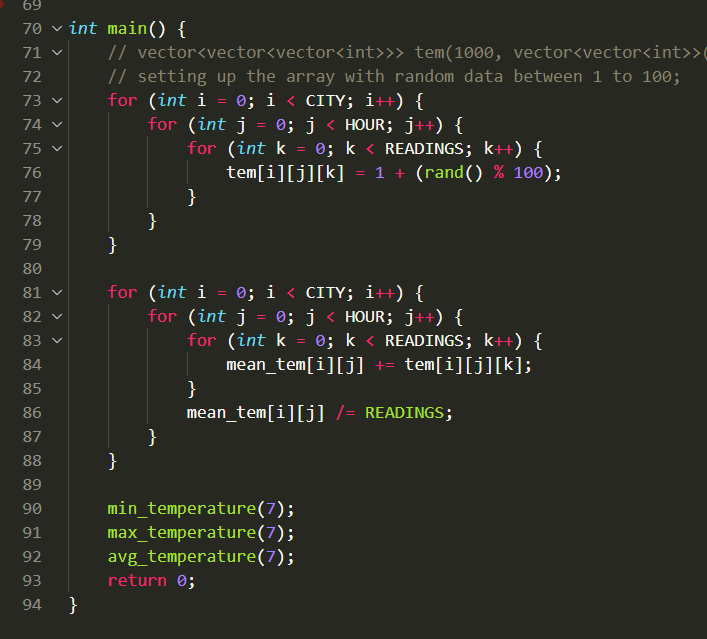 69
70 int main() {
71 // vector<vector<vector<int>>> tem(1000, vector<vector<int>>(
72 // setting up the array with random data between 1 to 100;
73 for (int i = 0; i < CITY; i++) {
74 for (int j = 0; j < HOUR; j++) {
75 for (int k = 0; k < READINGS; k++) {
76 tem[i][j][k] = 1 + (rand() % 100);
77 }
78 }
79 }
80
81 for (int i = 0; i < CITY; i++) {
82 for (int j = 0; j < HOUR; j++) {
83 for (int k = 0; k < READINGS; k++) {
84 mean_tem[i][j] += tem[i][j][k];
85 }
86 mean_tem[i][j] /= READINGS;
87 }
88 }
89
90 min_temperature(7);
91 max_temperature(7);
92 avg_temperature(7);
93 return 0;
94 }